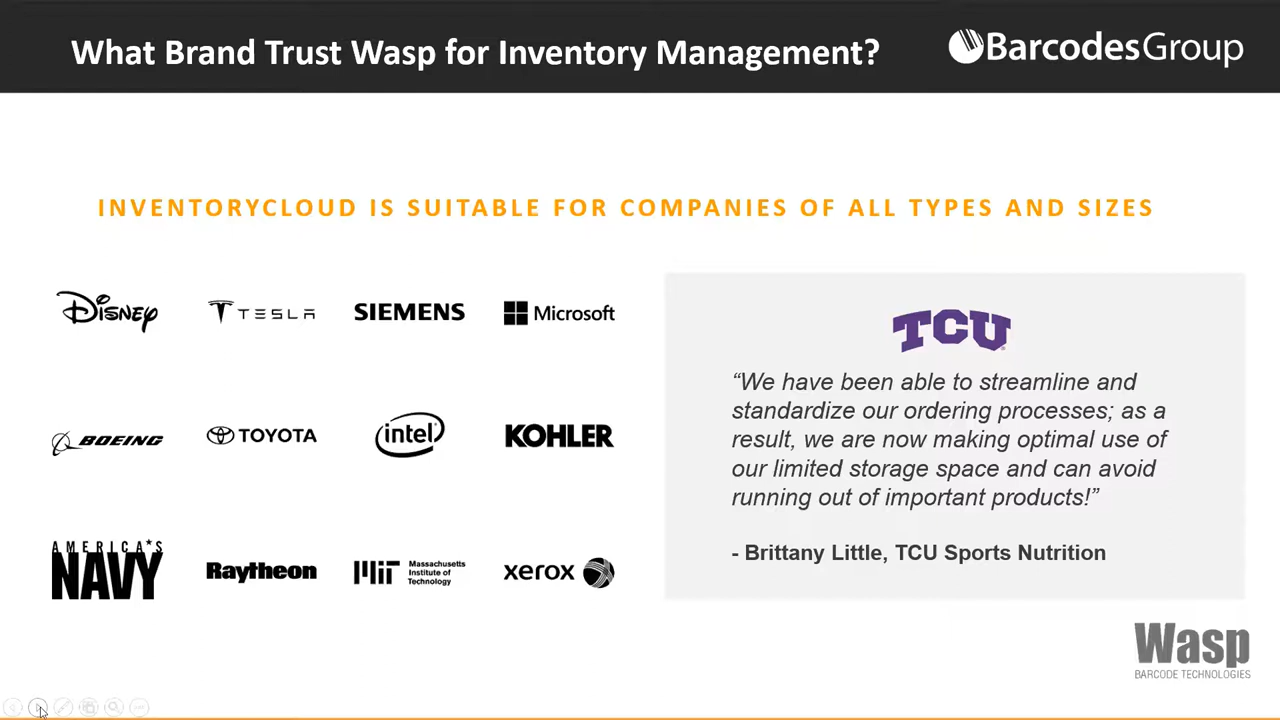 What Brand Trust Wasp for Inventory Management?
BarcodesGroup
INVENTORYCLOUD IS SUITABLE FOR COMPANIES OF ALL TYPES AND SIZES
Disney
TESLA
SIEMENS
Microsoft
BOEING
TOYOTA
intel
KOHLER
AMERICA'S
NAVY
Raytheon
MIT
Massachusetts
Institute of
Technology
xerox
TCU
“We have been able to streamline and
standardize our ordering processes; as a
result, we are now making optimal use of
our limited storage space and can avoid
running out of important products!”
- Brittany Little, TCU Sports Nutrition
Wasp
BARCODE TECHNOLOGIES